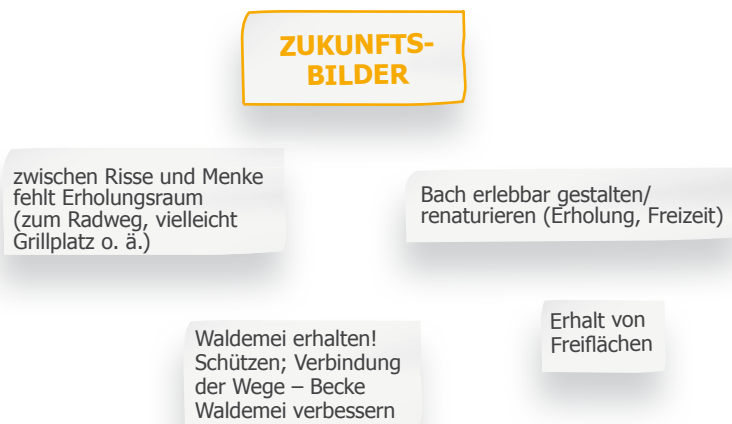 ZUKUNFTS-
BILDER
zwischen Risse und Menke
fehlt Erholungsraum
(zum Radweg, vielleicht
Grillplatz o. ä.)
Bach erlebbar gestalten/
renaturieren (Erholung, Freizeit)
Waldemei erhalten!
Schützen; Verbindung
der Wege – Becke
Waldemei verbessern
Erhalt von
Freiflächen